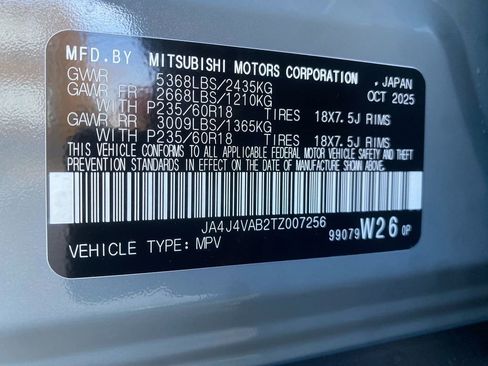 MFD.BY MITSUBISHI MOTORS CORPORATION , JAPAN
GVWR 5368LBS/2435KG OCT 2025
GAWR FR 2668LBS/1210KG
WITH P235/60R18 TIRES 18X7.5J RIMS
GAWR RR 3009LBS/1365KG
WITH P235/60R18 TIRES 18X7.5J RIMS
THIS VEHICLE CONFORMS TO ALL APPLICABLE FEDERAL MOTOR VEHICLE SAFETY AND THEFT
PREVENTION STANDARDS IN EFFECT ON THE DATE OF MANUFACTURE SHOWN ABOVE.
JA4J4VAB2TZ007256
VEHICLE TYPE: MPV 99079 W26 0P